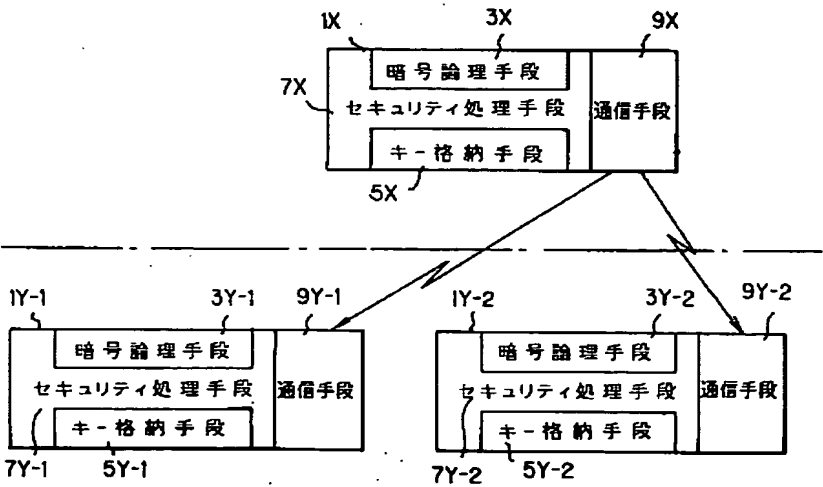 1X 3X 9X
暗号論理手段
7X
セキュリティ処理手段 通信手段
キー格納手段
5X
1Y-1 3Y-1 9Y-1 1Y-2 3Y-2 9Y-2
暗号論理手段 暗号論理手段
セキュリティ処理手段 通信手段 セキュリティ処理手段 通信手段
キー格納手段 キー格納手段
7Y-1 5Y-1 7Y-2 5Y-2